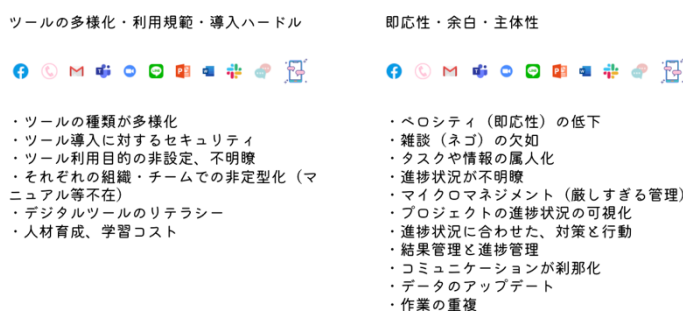 ツールの多様化・利用規範・導入ハードル
・ツールの種類が多様化
・ツール導入に対するセキュリティ
・ツール利用目的の非設定、不明瞭
・それぞれの組織・チームでの非定型化（マ
ニュアル等不在）
・デジタルツールのリテラシー
・人材育成、学習コスト
即応性・余白・主体性
・ベロシティ（即応性）の低下
・雑談（ネゴ）の欠如
・タスクや情報の属人化
・進捗状況が不明瞭
・マイクロマネジメント（厳しすぎる管理）
・プロジェクトの進捗状況の可視化
・進捗状況に合わせた、対策と行動
・結果管理と進捗管理
・コミュニケーションが刹那化
・データのアップデート
・作業の重複